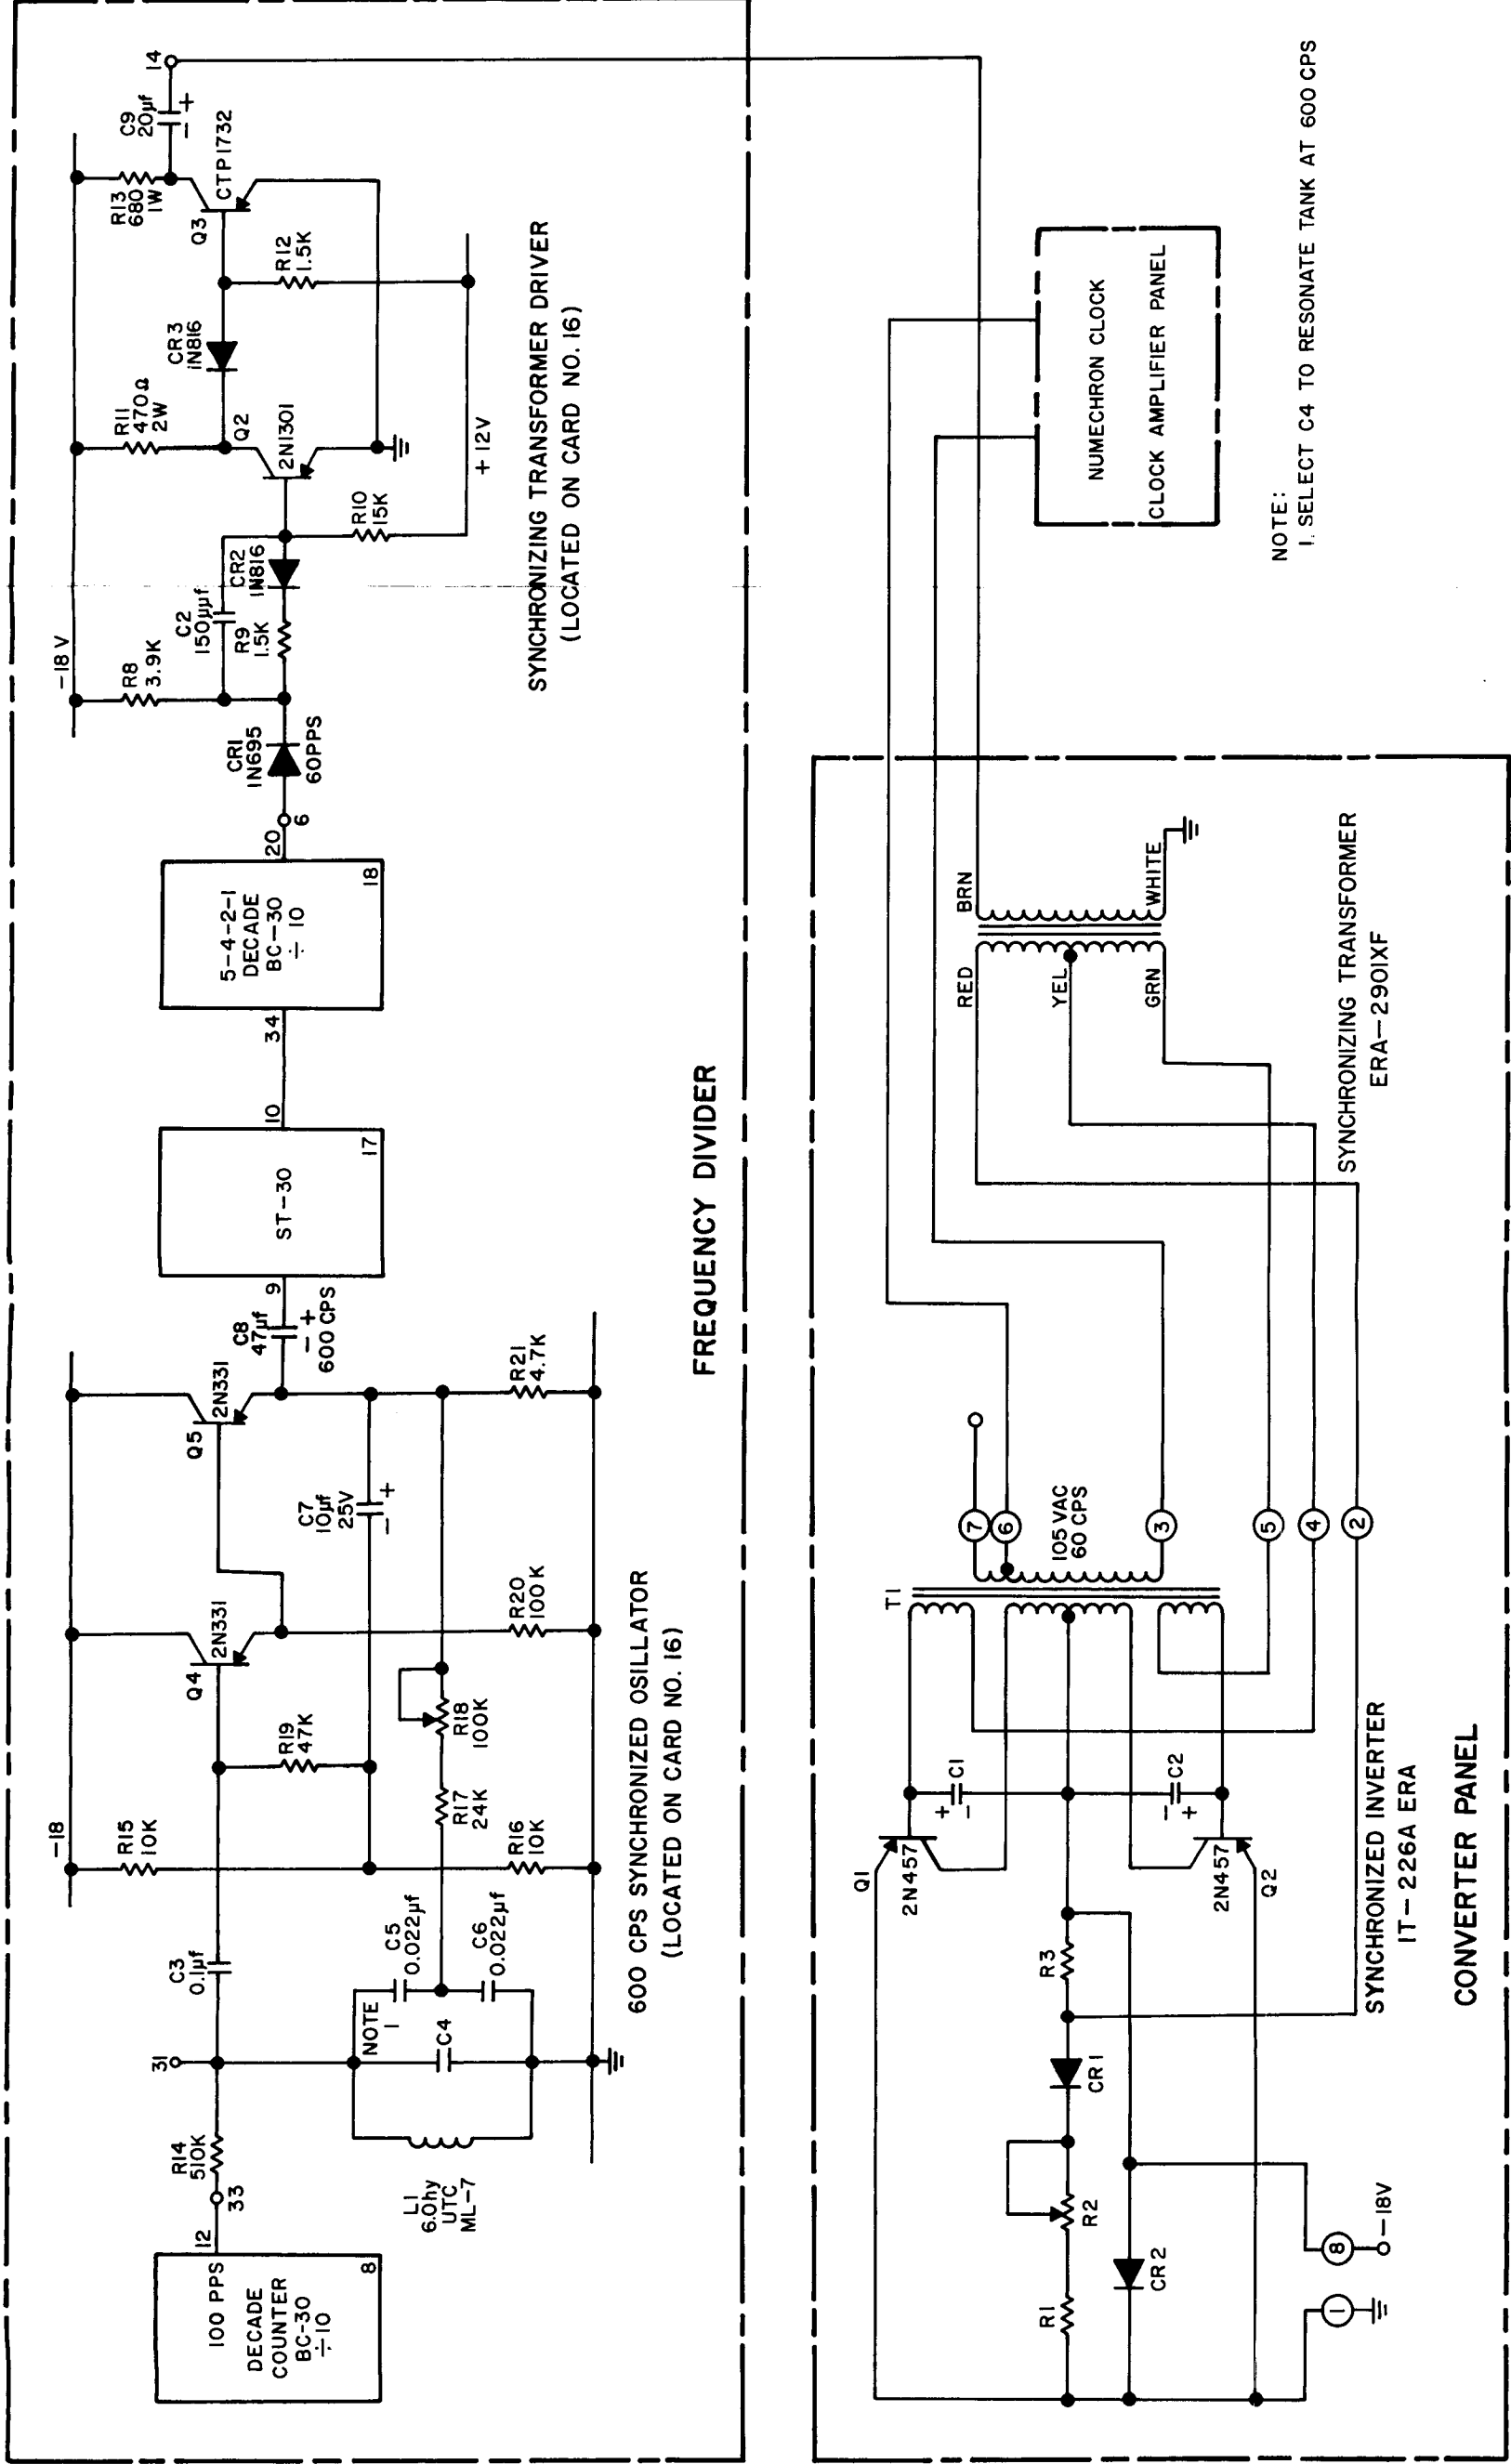 100 PPS
DECADE
COUNTER
BC-30
÷10
8
12
33
R14
510K
31
L1
6.0hy
UTC
ML-7
NOTE
1
C4
C3
0.1µf
C5
0.022µf
C6
0.022µf
-18
R15
10K
R16
10K
R17
24K
R18
100K
R19
47K
Q4
2N331
R20
100K
C7
10µf
25V
- +
Q5
2N331
R21
4.7K
C8
47µf
- +
600 CPS
600 CPS SYNCHRONIZED OSILLATOR
(LOCATED ON CARD NO. 16)
9
ST-30
17
10
34
5-4-2-1
DECADE
BC-30
÷ 10
18
20
6
CR1
1N695
60PPS
-18 V
R8
3.9K
C2
150µµf
R9
1.5K
CR2
1N816
R10
15K
R11
470Ω
2W
Q2
2N1301
+12V
CR3
1N816
R12
1.5K
Q3
CTP1732
R13
680
1W
C9
20µf
- +
14
SYNCHRONIZING TRANSFORMER DRIVER
(LOCATED ON CARD NO. 16)
FREQUENCY DIVIDER
R1
R2
CR1
R3
CR2
1
8
-18V
Q1
2N457
2N457
Q2
+ C1
-
- C2
+
T1
105 VAC
60 CPS
7
6
3
5
4
2
SYNCHRONIZED INVERTER
IT-226A ERA
CONVERTER PANEL
RED
YEL
GRN
BRN
WHITE
SYNCHRONIZING TRANSFORMER
ERA-2901XF
NUMECHRON CLOCK
CLOCK AMPLIFIER PANEL
NOTE:
1. SELECT C4 TO RESONATE TANK AT 600 CPS